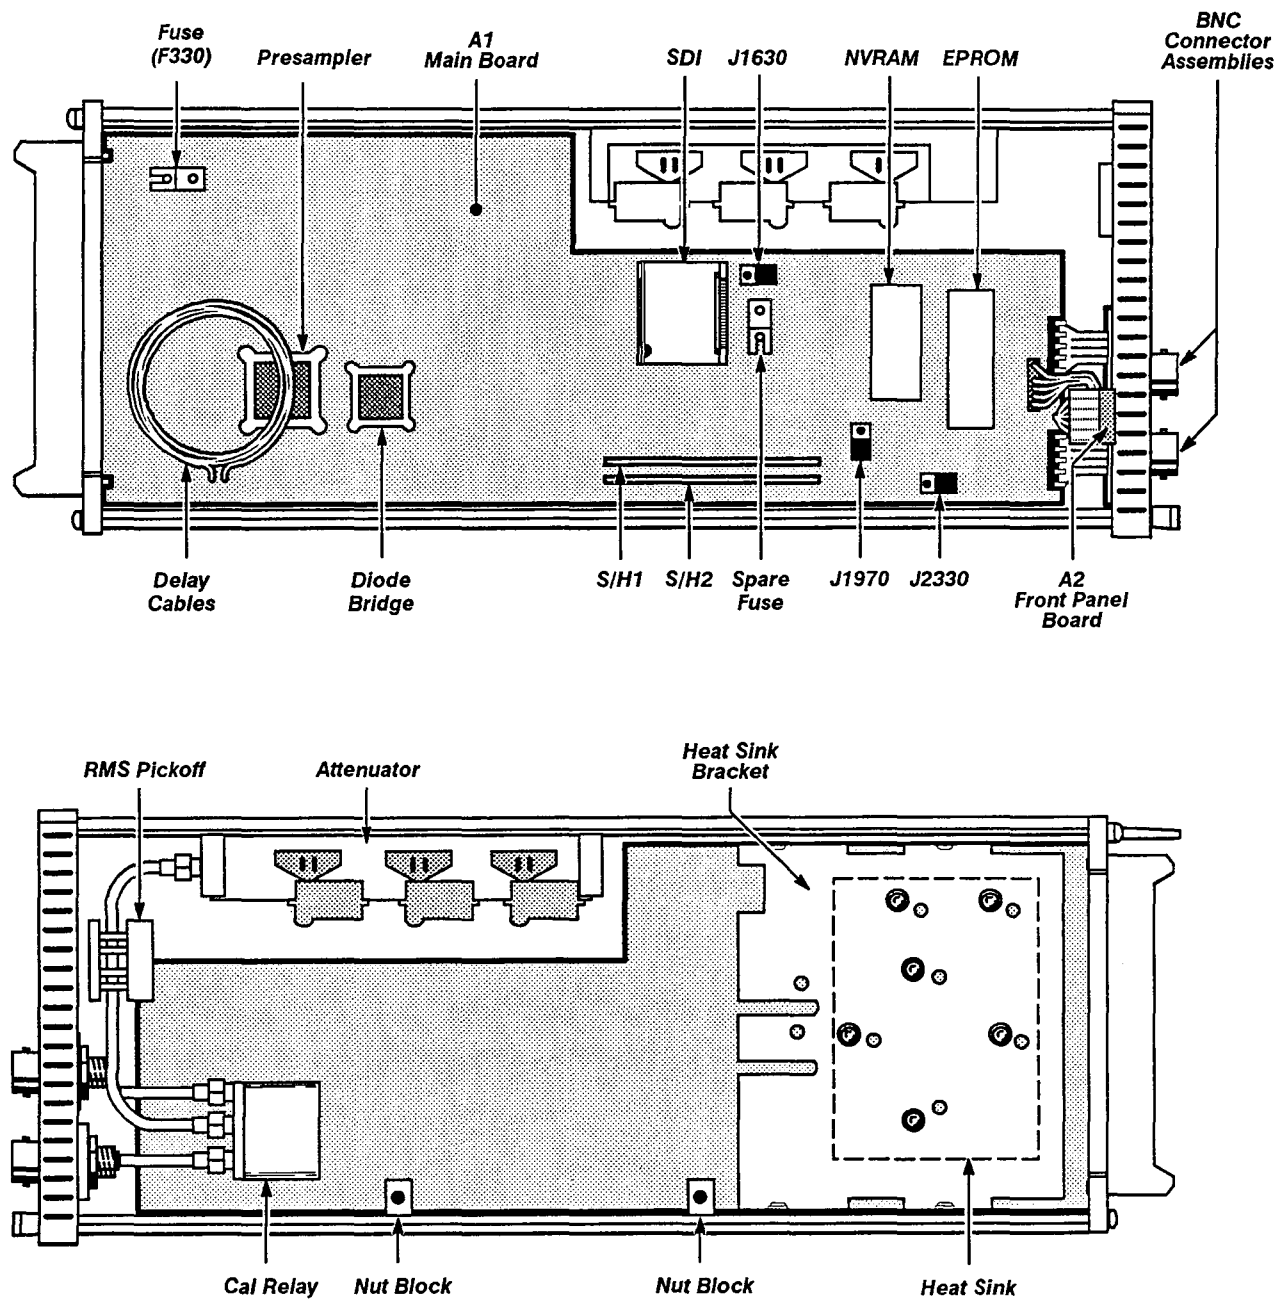 Fuse
(F330)
Presampler
A1
Main Board
SDI
J1630
NVRAM
EPROM
BNC
Connector
Assemblies
Delay
Cables
Diode
Bridge
S/H1
S/H2
Spare
Fuse
J1970
J2330
A2
Front Panel
Board
RMS Pickoff
Attenuator
Heat Sink
Bracket
Cal Relay
Nut Block
Nut Block
Heat Sink